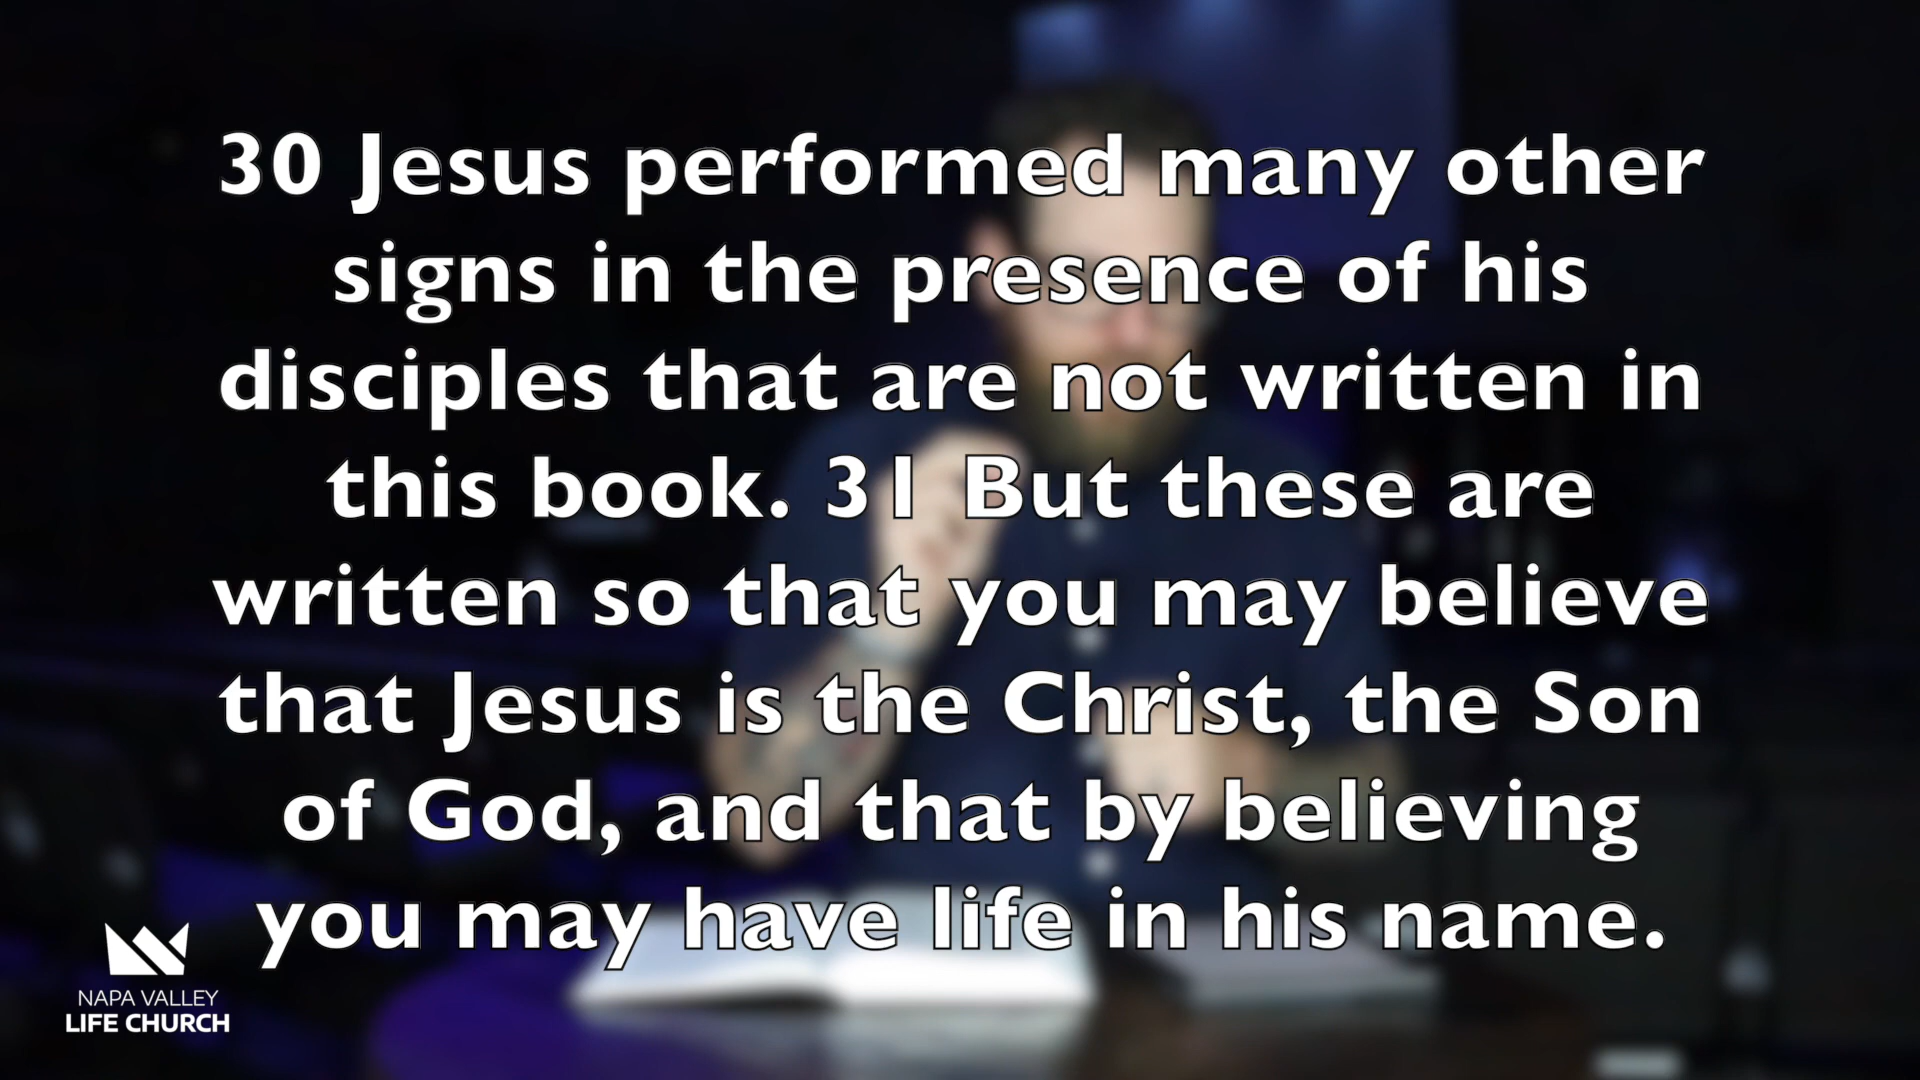 30 Jesus performed many other
signs in the presence of his
disciples that are not written in
this book. 31 But these are
written so that you may believe
that Jesus is the Christ, the Son
of God, and that by believing
you may have life in his name.
NAPA VALLEY
LIFE CHURCH